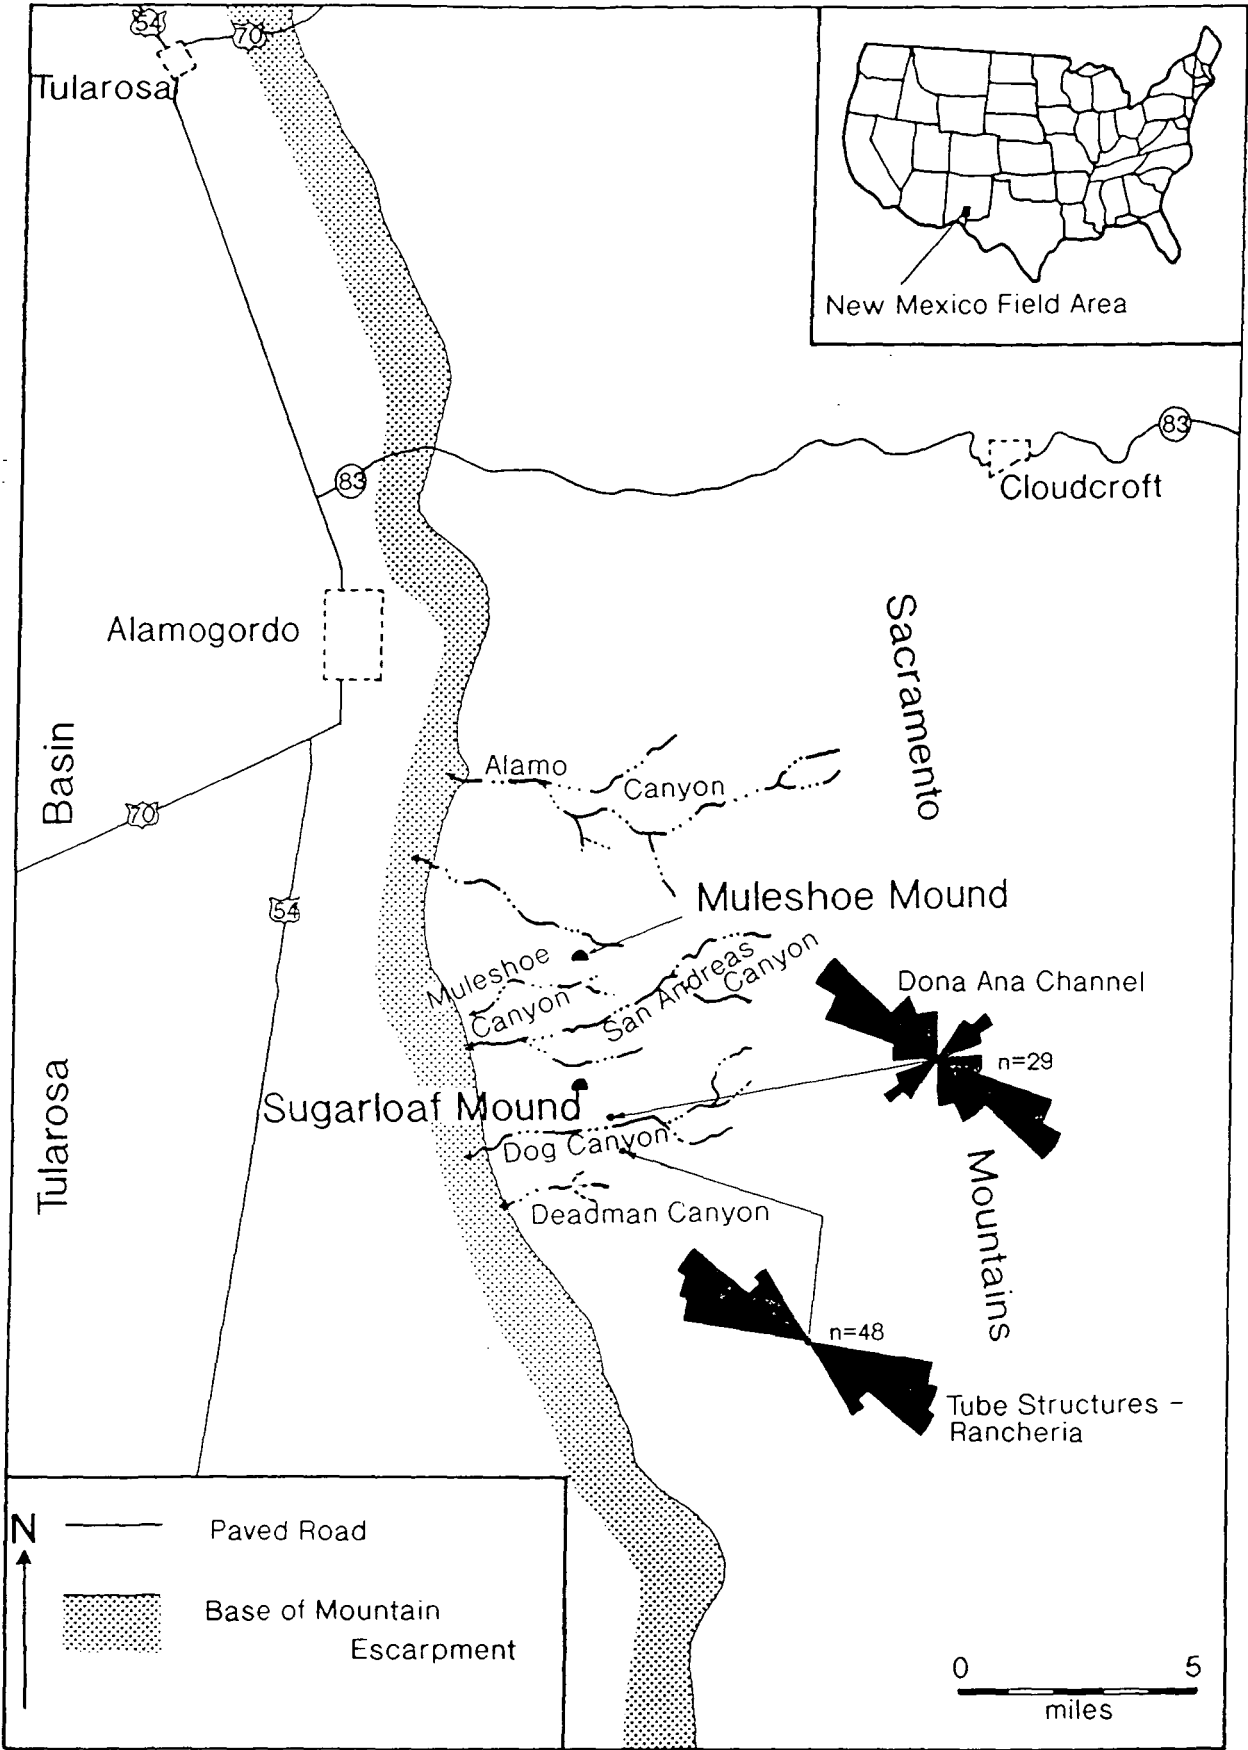 54
70
Tularosa
New Mexico Field Area
83
83
Cloudcroft
Alamogordo
Sacramento
Basin
Alamo
Canyon
70
Muleshoe Mound
54
Muleshoe
Canyon
San Andreas
Canyon
Dona Ana Channel
n=29
Tularosa
Sugarloaf Mound
Dog Canyon
Mountains
Deadman Canyon
n=48
Tube Structures -
Rancheria
N
Paved Road
Base of Mountain
Escarpment
0 5
miles